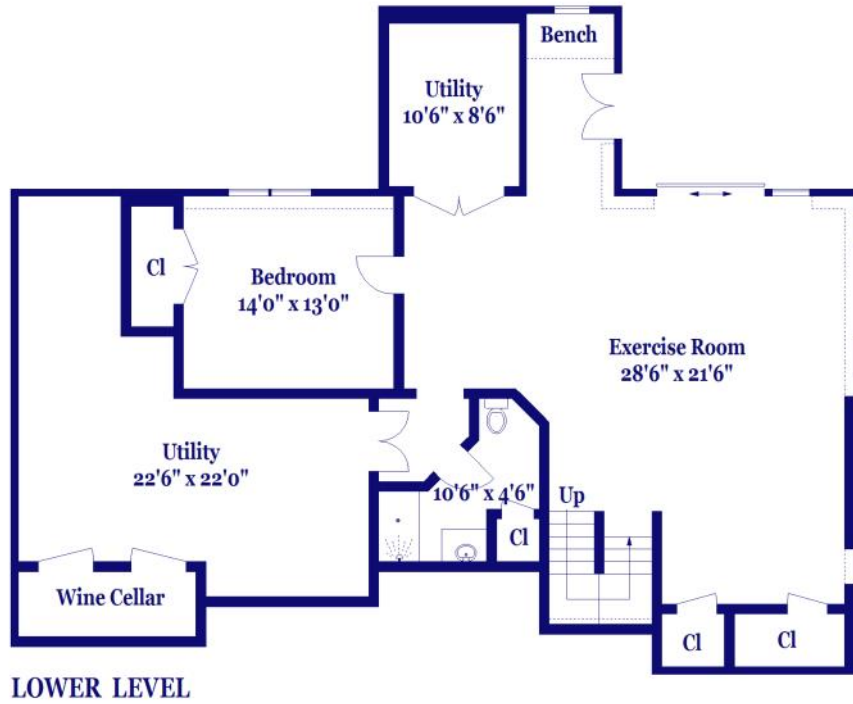 Bench
Utility
10'6" x 8'6"
Cl
Bedroom
14'0" x 13'0"
Exercise Room
28'6" x 21'6"
Utility
22'6" x 22'0"
10'6" x 4'6"
Up
Cl
Wine Cellar
Cl
Cl
LOWER LEVEL